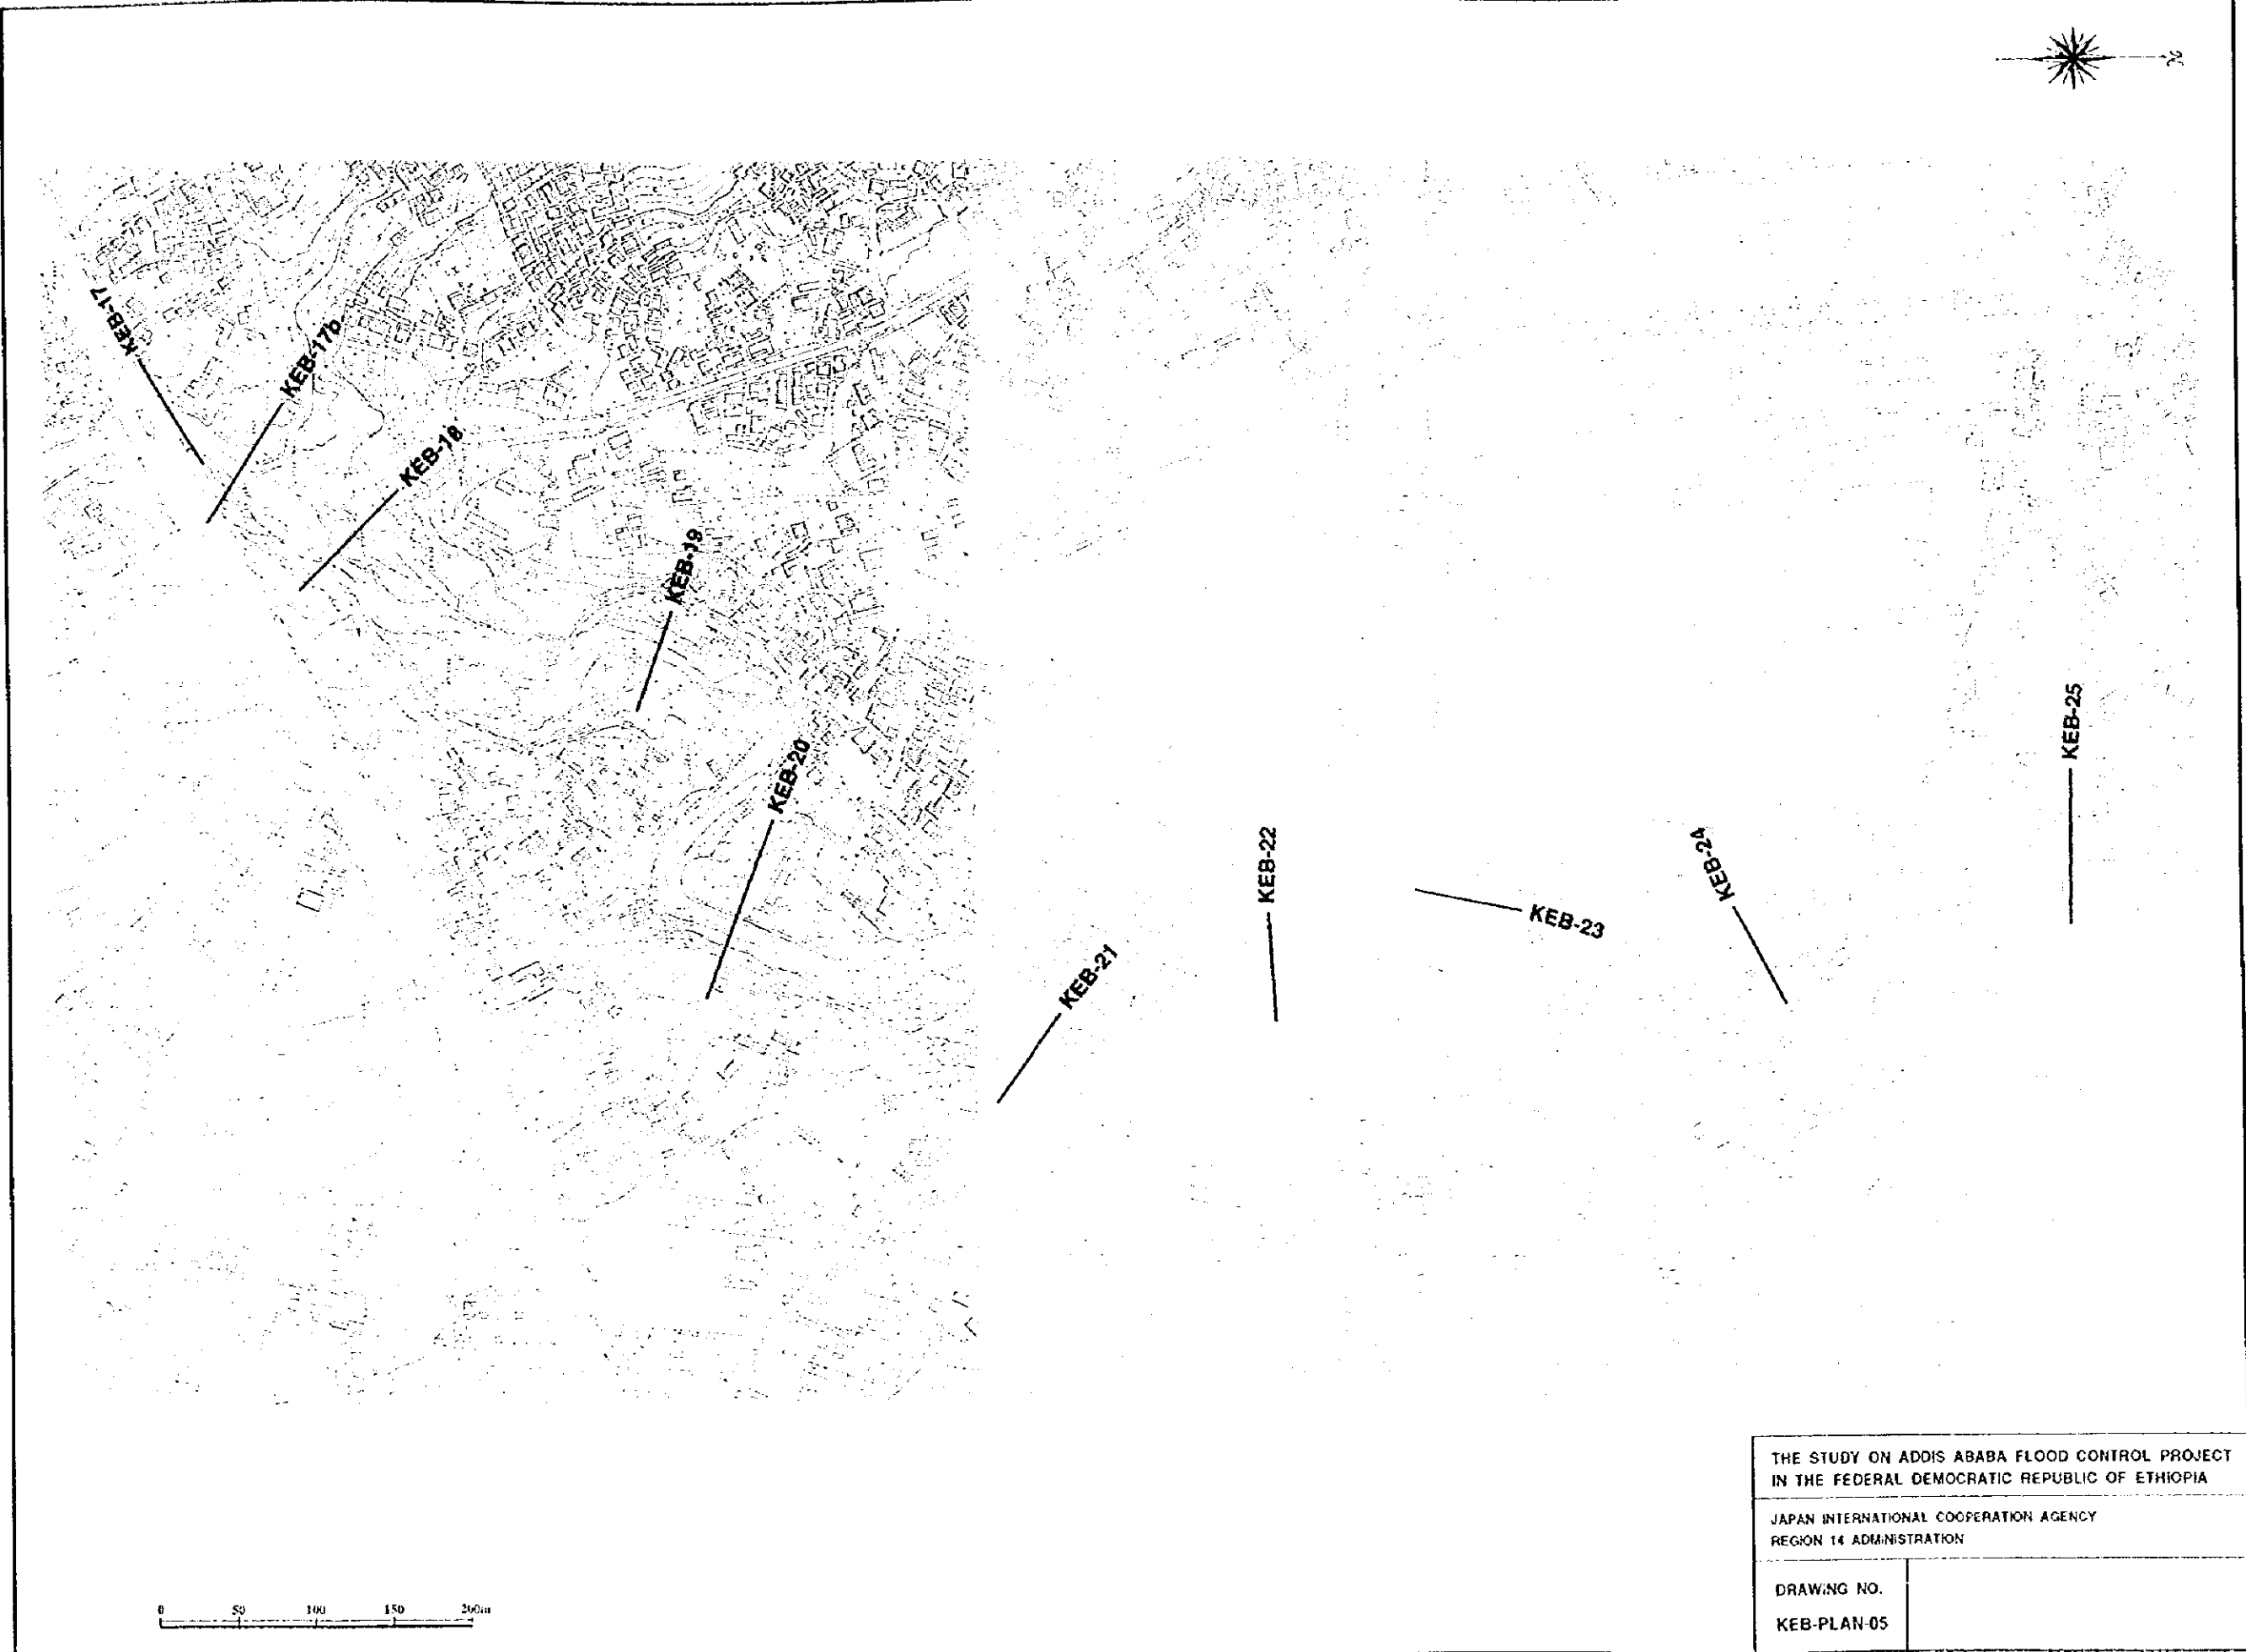 N
KEB-17
KEB-17b
KEB-18
KEB-19
KEB-20
KEB-21
KEB-22
KEB-23
KEB-24
KEB-25
0 50 100 150 200m
THE STUDY ON ADDIS ABABA FLOOD CONTROL PROJECT
IN THE FEDERAL DEMOCRATIC REPUBLIC OF ETHIOPIA
JAPAN INTERNATIONAL COOPERATION AGENCY
REGION 14 ADMINISTRATION
DRAWING NO.
KEB-PLAN-05